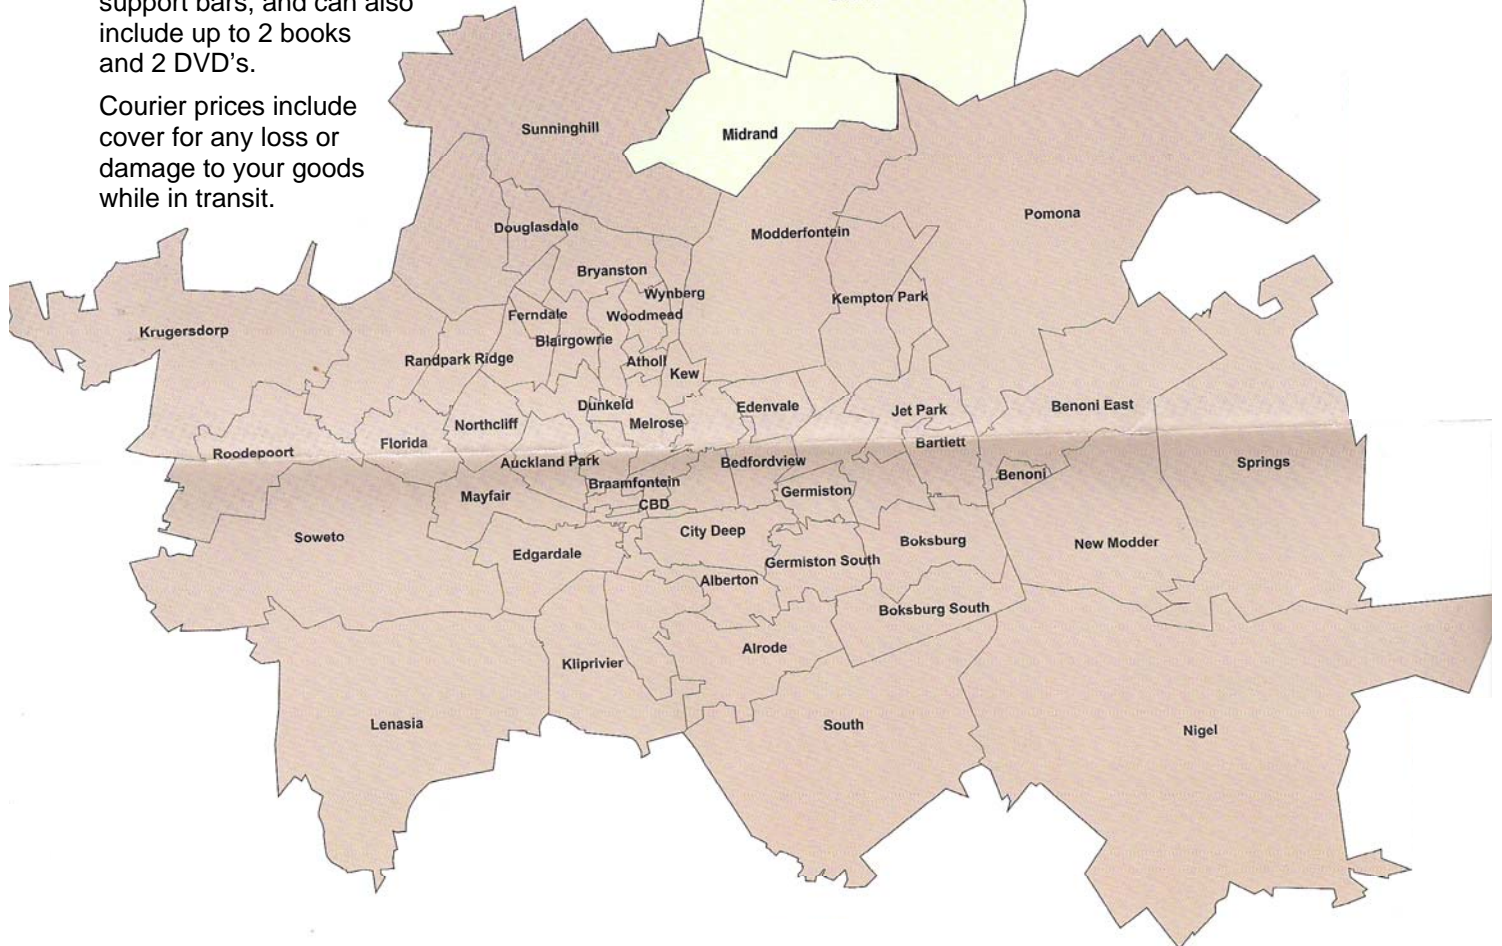 support bars, and can also
include up to 2 books
and 2 DVD's.
Courier prices include
cover for any loss or
damage to your goods
while in transit.
Sunninghill
Midrand
Pomona
Douglasdale
Modderfontein
Bryanston
Wynberg
Kempton Park
Ferndale
Woodmead
Krugersdorp
Blairgowrie
Randpark Ridge
Atholl
Kew
Dunkeld
Edenvale
Jet Park
Benoni East
Northcliff
Melrose
Florida
Bartlett
Roodepoort
Auckland Park
Bedfordview
Springs
Benoni
Braamfontein
Mayfair
Germiston
CBD
City Deep
Soweto
Boksburg
New Modder
Edgardale
Germiston South
Alberton
Boksburg South
Alrode
Kliprivier
Lenasia
South
Nigel